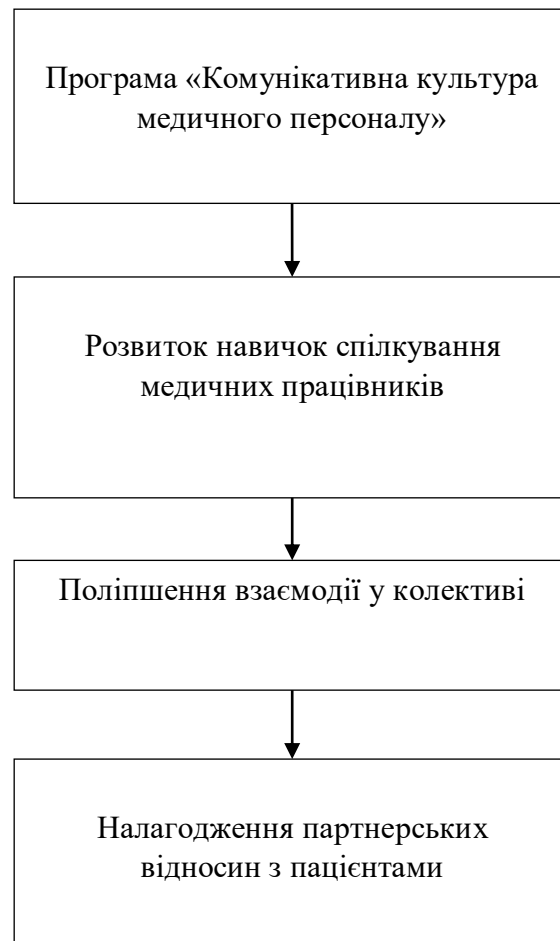 Програма «Комунікативна культура
медичного персоналу»
Розвиток навичок спілкування
медичних працівників
Поліпшення взаємодії у колективі
Налагодження партнерських
відносин з пацієнтами